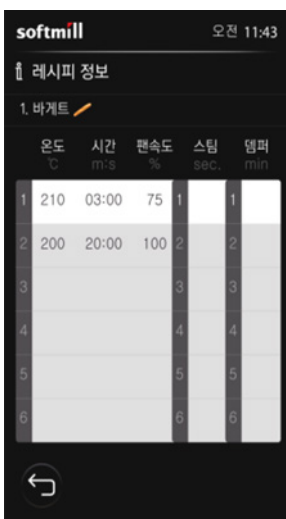 softmill 오전 11:43
레시피 정보
1. 바게트
온도 시간 팬속도 스팀 뎀퍼
℃ m:s % sec. min
1 210 03:00 75 1 1
2 200 20:00 100 2 2
3 3 3
4 4 4
5 5 5
6 6 6